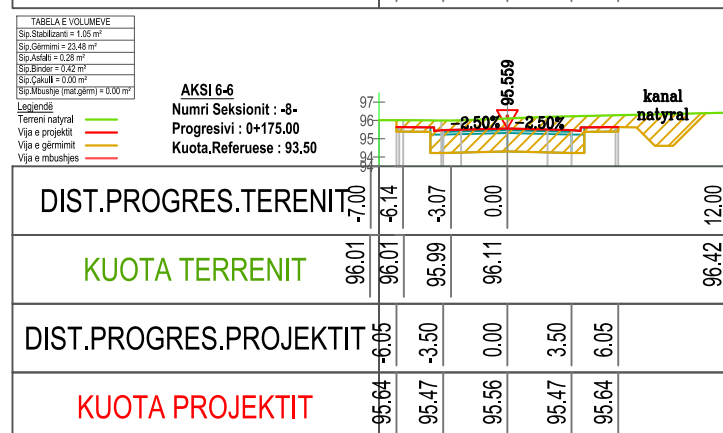 TABELA E VOLUMEVE
Sip.Stabilizanti = 1.05 m²
Sip.Gërmimi = 23.48 m²
Sip.Asfalti = 0.28 m²
Sip.Binder = 0.42 m²
Sip.Çakulli = 0.00 m²
Sip.Mbushje (mat.gërm) = 0.00 m²
Legjendë
Terreni natyral
Vija e projektit
Vija e gërmimit
Vija e mbushjes
AKSI 6-6
Numri Seksionit : -8-
Progresivi : 0+175.00
Kuota,Referuese : 93,50
97
96
95
94
94
95.559
-2.50%
-2.50%
kanal
natyral
DIST.PROGRES.TERENIT
-7.00
-6.14
-3.07
0.00
12.00
KUOTA TERRENIT
96.01
96.01
95.99
96.11
96.42
DIST.PROGRES.PROJEKTIT
-6.05
-3.50
0.00
3.50
6.05
KUOTA PROJEKTIT
95.64
95.47
95.56
95.47
95.64